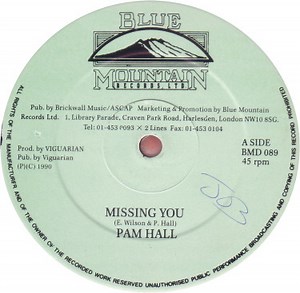 BLUE
MOUNTAIN
RECORDS, LTD.
Pub. by Brickwall Music/ASCAP Marketing & Promotion by Blue Mountain
Records Ltd. 1, Library Parade, Craven Park Road, Harlesden, London NW10 8SG.
Tel: 01-453 0093 × 2 Lines Fax: 01-453 0104
Prod. by VIGUARIAN
Pub. by Viguarian
(P)(C) 1990
A SIDE
BMD 089
45 rpm
MISSING YOU
(E. Wilson & P. Hall)
PAM HALL
ALL RIGHTS OF THE MANUFACTURER AND OF THE OWNER OF THE RECORDED WORK RESERVED UNAUTHORISED PUBLIC PERFORMANCE BROADCASTING AND COPYING OF THIS RECORD PROHIBITED